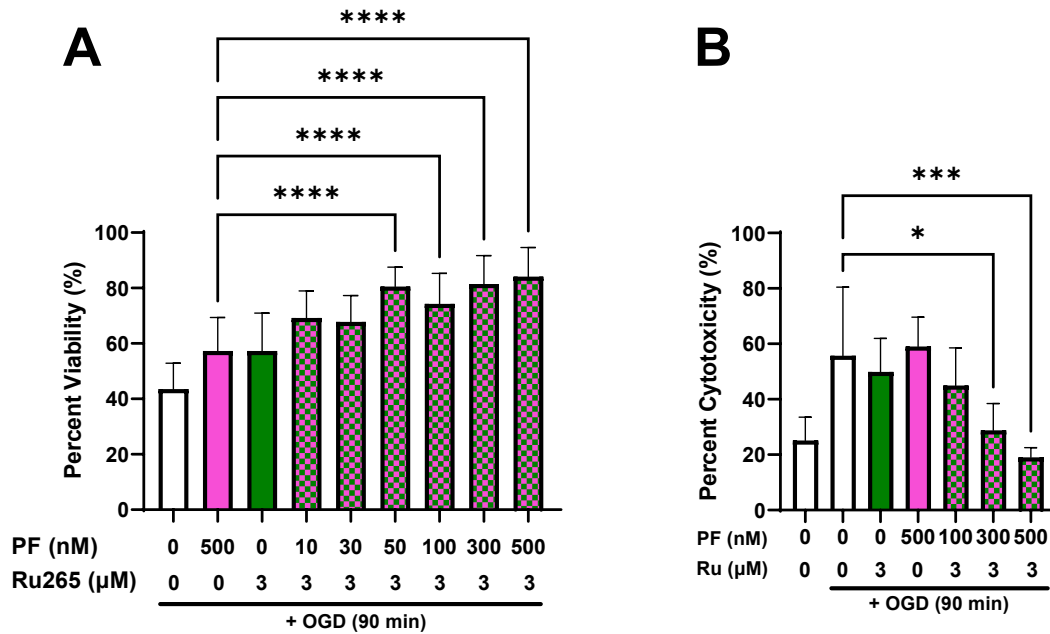 A
****
****
****
****
Percent Viability (%)
100
80
60
40
20
0
PF (nM) 0 500 0 10 30 50 100 300 500
Ru265 (µM) 0 0 3 3 3 3 3 3 3
+ OGD (90 min)
B
***
*
Percent Cytotoxicity (%)
100
80
60
40
20
0
PF (nM) 0 0 0 500 100 300 500
Ru (µM) 0 0 3 0 3 3 3
+ OGD (90 min)